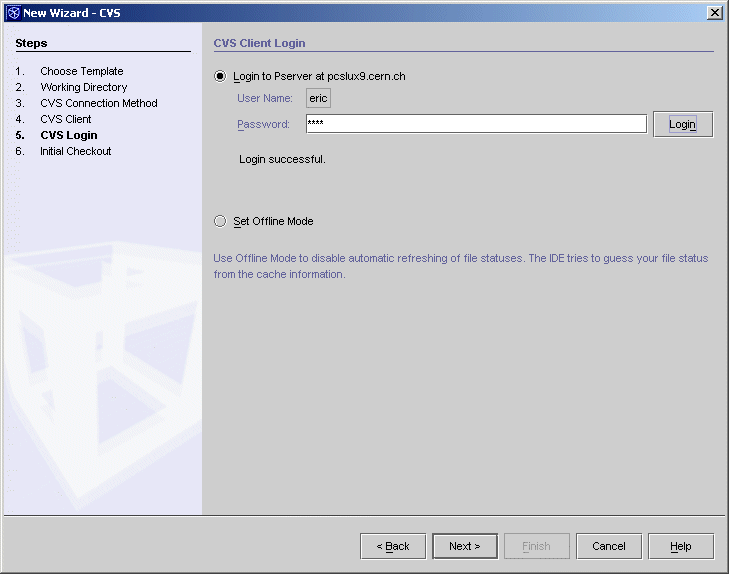 New Wizard - CVS
Steps
1. Choose Template
2. Working Directory
3. CVS Connection Method
4. CVS Client
5. CVS Login
6. Initial Checkout
CVS Client Login
Login to Pserver at pcslux9.cern.ch
User Name: eric
Password: **** Login
Login successful.
Set Offline Mode
Use Offline Mode to disable automatic refreshing of file statuses. The IDE tries to guess your file status
from the cache information.
< Back Next > Finish Cancel Help